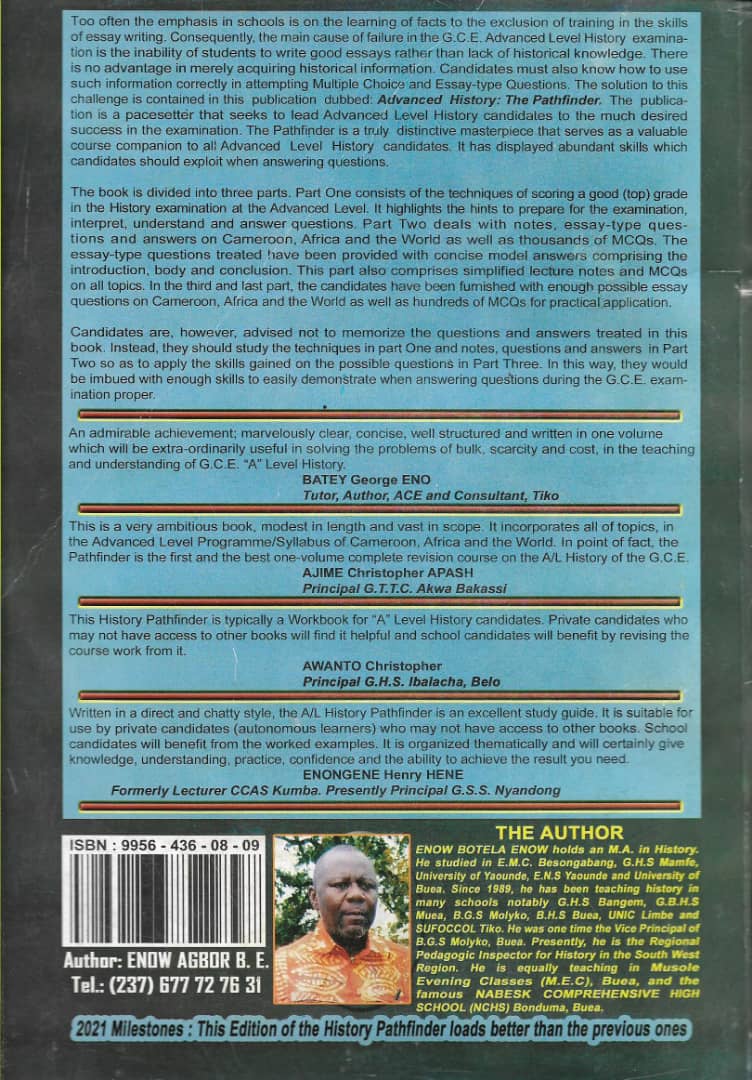 Too often the emphasis in schools is on the learning of facts to the exclusion of training in the skills
of essay writing. Consequently, the main cause of failure in the G.C.E. Advanced Level History examina-
tion is the inability of students to write good essays rather than lack of historical knowledge. There
is no advantage in merely acquiring historical information. Candidates must also know how to use
such information correctly in attempting Multiple Choice and Essay-type Questions. The solution to
this challenge is contained in this publication dubbed: Advanced History: The Pathfinder. The publica-
tion is a pacesetter that seeks to lead Advanced Level History candidates to the much desired
success in the examination. The Pathfinder is a truly distinctive masterpiece that serves as a valuable
course companion to all Advanced Level History candidates. It has displayed abundant skills which
candidates should exploit when answering questions.
The book is divided into three parts. Part One consists of the techniques of scoring a good (top) grade
in the History examination at the Advanced Level. It highlights the hints to prepare for the examination,
interpret, understand and answer questions. Part Two deals with notes, essay-type ques-
tions and answers on Cameroon, Africa and the World as well as thousands of MCQs. The
essay-type questions treated have been provided with concise model answers comprising the
introduction, body and conclusion. This part also comprises simplified lecture notes and MCQs
on all topics. In the third and last part, the candidates have been furnished with enough possible essay
questions on Cameroon, Africa and the World as well as hundreds of MCQs for practical application.
Candidates are, however, advised not to memorize the questions and answers treated in this
book. Instead, they should study the techniques in part One and notes, questions and answers in Part
Two so as to apply the skills gained on the possible questions in Part Three. In this way, they would
be imbued with enough skills to easily demonstrate when answering questions during the G.C.E. exam-
ination proper.
An admirable achievement; marvelously clear, concise, well structured and written in one volume
which will be extra-ordinarily useful in solving the problems of bulk, scarcity and cost, in the teaching
and understanding of G.C.E. “A” Level History.
BATEY George ENO
Tutor, Author, ACE and Consultant, Tiko
This is a very ambitious book, modest in length and vast in scope. It incorporates all of topics, in
the Advanced Level Programme/Syllabus of Cameroon, Africa and the World. In point of fact, the
Pathfinder is the first and the best one-volume complete revision course on the A/L History of the G.C.E.
AJIME Christopher APASH
Principal G.T.T.C. Akwa Bakassi
This History Pathfinder is typically a Workbook for “A” Level History candidates. Private candidates who
may not have access to other books will find it helpful and school candidates will benefit by revising the
course work from it.
AWANTO Christopher
Principal G.H.S. Ibalacha, Belo
Written in a direct and chatty style, the A/L History Pathfinder is an excellent study guide. It is suitable for
use by private candidates (autonomous learners) who may not have access to other books. School
candidates will benefit from the worked examples. It is organized thematically and will certainly give
knowledge, understanding, practice, confidence and the ability to achieve the result you need.
ENONGENE Henry HENE
Formerly Lecturer CCAS Kumba. Presently Principal G.S.S. Nyandong
ISBN : 9956 - 436 - 08 - 09
Author: ENOW AGBOR B. E.
Tel.: (237) 677 72 76 31
THE AUTHOR
ENOW BOTELA ENOW holds an M.A. in History.
He studied in E.M.C. Besongabang, G.H.S Mamfe,
University of Yaounde, E.N.S Yaounde and University of
Buea. Since 1989, he has been teaching history in
many schools notably G.H.S Bangem, G.B.H.S
Muea, B.G.S Molyko, B.H.S Buea, UNIC Limbe and
SUFOCCOL Tiko. He was one time the Vice Principal of
B.G.S Molyko, Buea. Presently, he is the Regional
Pedagogic Inspector for History in the South West
Region. He is equally teaching in Musole
Evening Classes (M.E.C), Buea, and the
famous NABESK COMPREHENSIVE HIGH
SCHOOL (NCHS) Bonduma, Buea.
2021 Milestones : This Edition of the History Pathfinder loads better than the previous ones